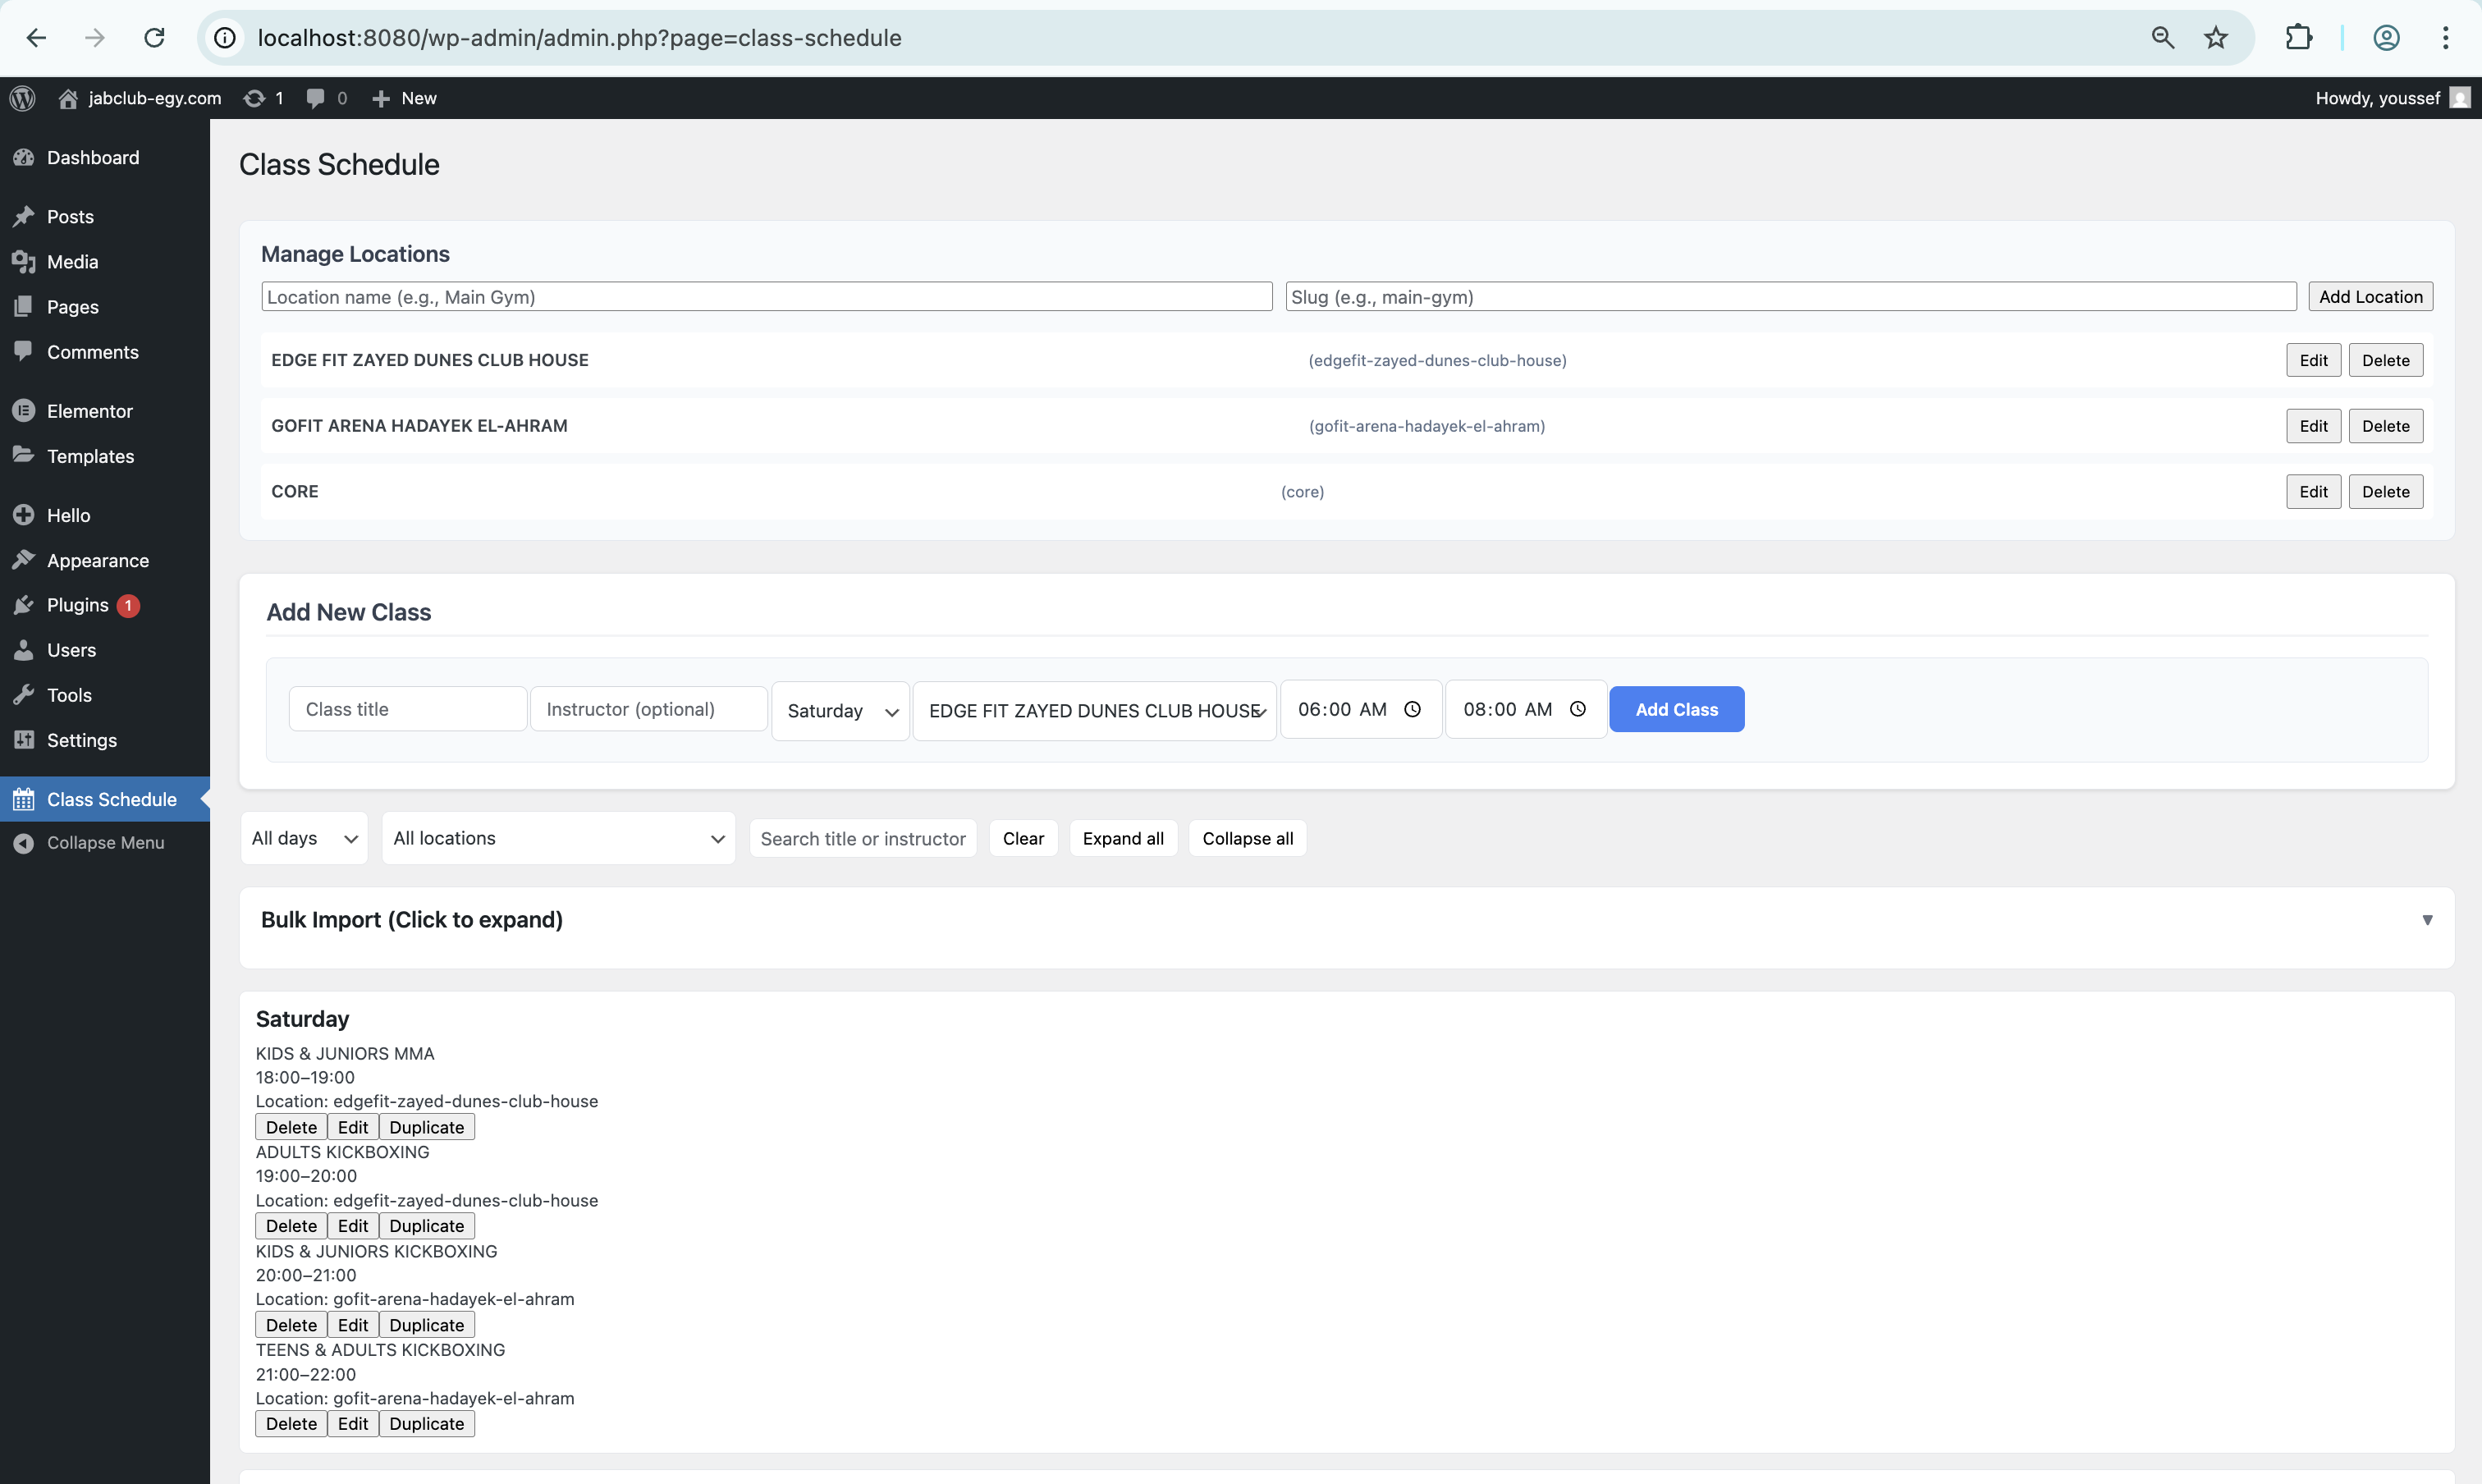 localhost:8080/wp-admin/admin.php?page=class-schedule
jabclub-egy.com 1 0 New Howdy, youssef
Dashboard
Posts
Media
Pages
Comments
Elementor
Templates
Hello
Appearance
Plugins 1
Users
Tools
Settings
Class Schedule
Collapse Menu
Class Schedule
Manage Locations
Location name (e.g., Main Gym) Slug (e.g., main-gym) Add Location
EDGE FIT ZAYED DUNES CLUB HOUSE (edgefit-zayed-dunes-club-house) Edit Delete
GOFIT ARENA HADAYEK EL-AHRAM (gofit-arena-hadayek-el-ahram) Edit Delete
CORE (core) Edit Delete
Add New Class
Class title Instructor (optional) Saturday EDGE FIT ZAYED DUNES CLUB HOUSE 06:00 AM 08:00 AM Add Class
All days All locations Search title or instructor Clear Expand all Collapse all
Bulk Import (Click to expand)
Saturday
KIDS & JUNIORS MMA
18:00–19:00
Location: edgefit-zayed-dunes-club-house
Delete Edit Duplicate
ADULTS KICKBOXING
19:00–20:00
Location: edgefit-zayed-dunes-club-house
Delete Edit Duplicate
KIDS & JUNIORS KICKBOXING
20:00–21:00
Location: gofit-arena-hadayek-el-ahram
Delete Edit Duplicate
TEENS & ADULTS KICKBOXING
21:00–22:00
Location: gofit-arena-hadayek-el-ahram
Delete Edit Duplicate